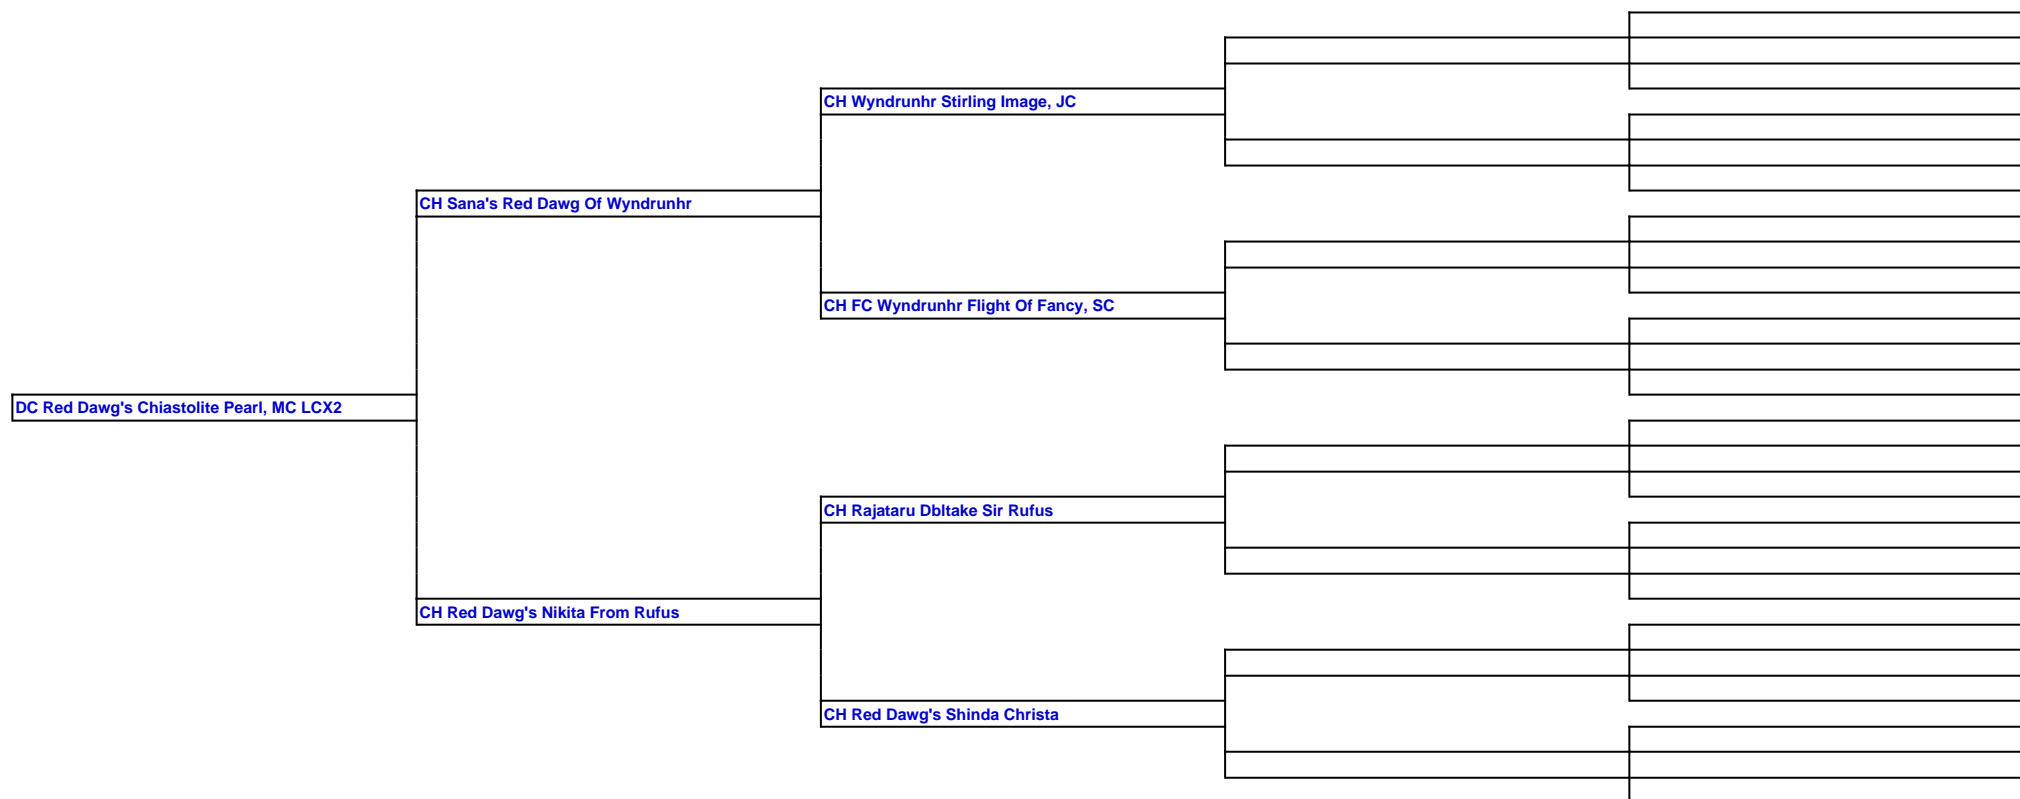 CH Wyndrunhr Stirling Image, JC
CH Sana's Red Dawg Of Wyndrunhr
CH FC Wyndrunhr Flight Of Fancy, SC
DC Red Dawg's Chiastolite Pearl, MC LCX2
CH Rajataru Dbltake Sir Rufus
CH Red Dawg's Nikita From Rufus
CH Red Dawg's Shinda Christa